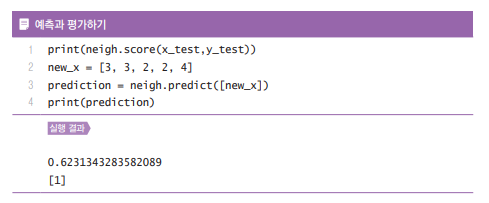 예측과 평가하기
1 print(neigh.score(x_test,y_test))
2 new_x = [3, 3, 2, 2, 4]
3 prediction = neigh.predict([new_x])
4 print(prediction)
실행 결과
0.6231343283582089
[1]